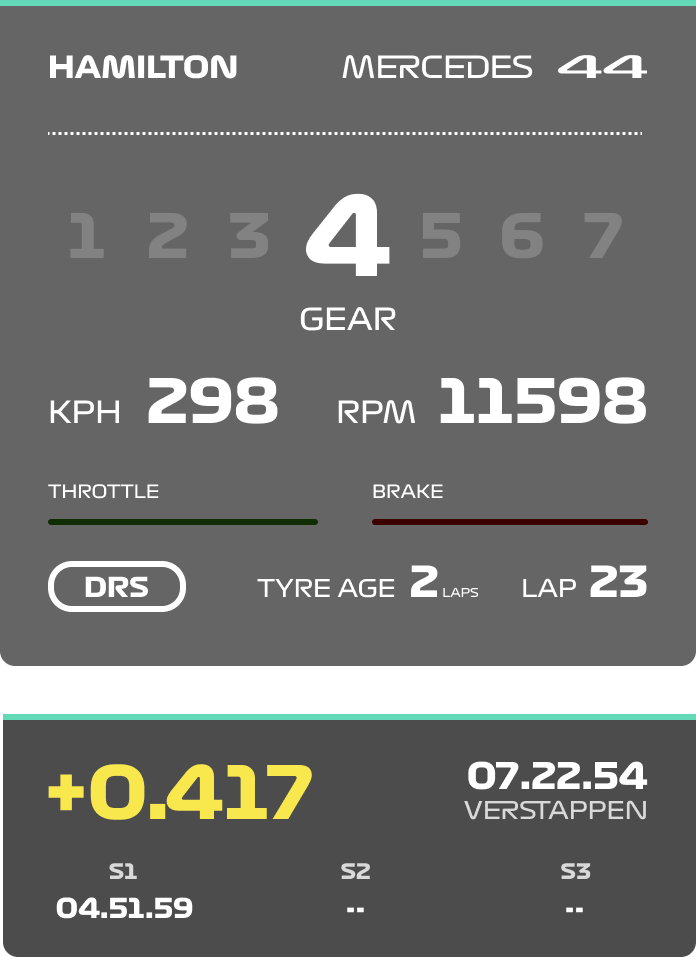 HAMILTON MERCEDES 44
1 2 3 4 5 6 7
GEAR
KPH 298 RPM 11598
THROTTLE BRAKE
DRS TYRE AGE 2 LAPS LAP 23
+0.417 07.22.54
VERSTAPPEN
S1 S2 S3
04.51.59 -- --